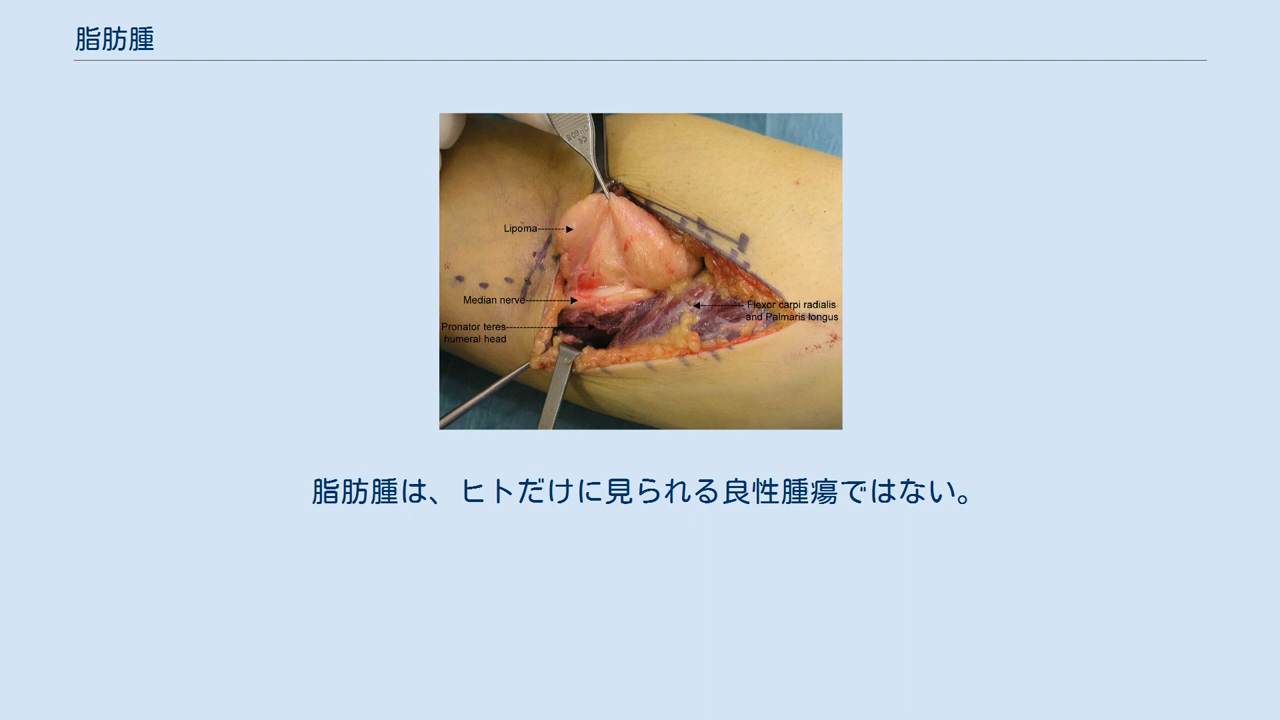 脂肪腫
Lipoma
Median nerve
Pronator teres
humeral head
Flexor carpi radialis
and Palmaris longus
脂肪腫は、ヒトだけに見られる良性腫瘍ではない。